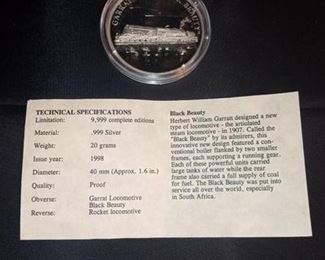 GARRAT BEAUTY
TECHNICAL SPECIFICATIONS
Limitation: 9,999 complete editions
Material: .999 Silver
Weight: 20 grams
Issue year: 1998
Diameter: 40 mm (Approx. 1.6 in.)
Quality: Proof
Obverse: Garrat Locomotive
Black Beauty
Reverse: Rocket locomotive
Black Beauty
Herbert William Garratt designed a new
type of locomotive - the artiulated
steam locomotiv - in 1907. Called the
"Black Beauty" by its admirers, this
innovative new design featured a con-
ventional boiler flanked by two smaller
frames, each supporting a running gear.
Each of these powerful units carried
large tanks of water while the rear
frame also carried a full supply of coal
for fuel. The Black Beauty was put into
service all over the world, especially
in South Africa.